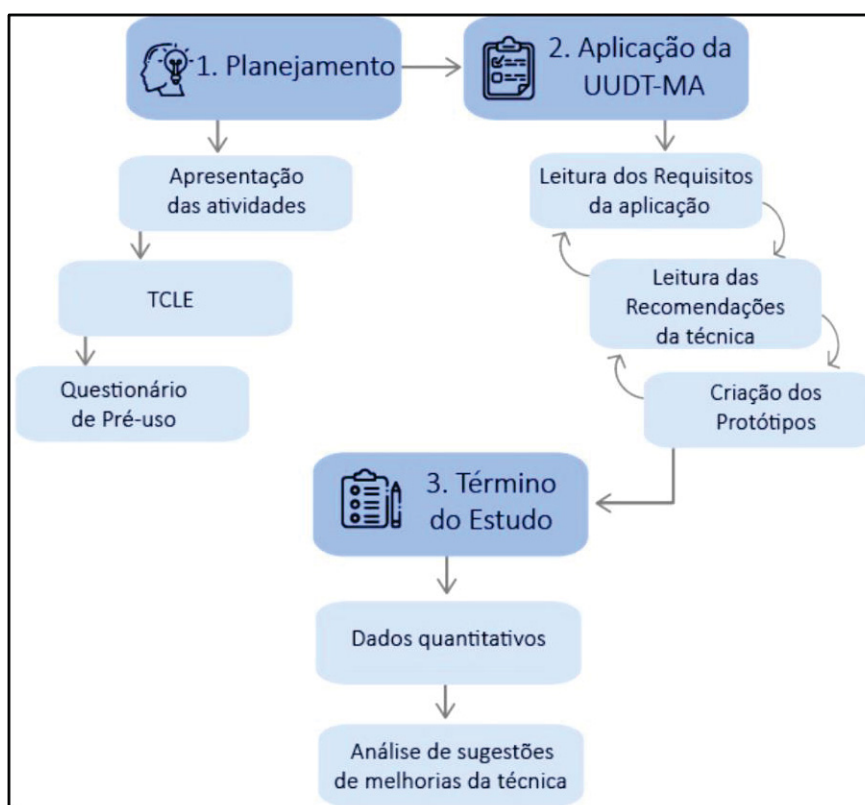 1. Planejamento
Apresentação
das atividades
TCLE
Questionário
de Pré-uso
2. Aplicação da
UUDT-MA
Leitura dos Requisitos
da aplicação
Leitura das
Recomendações
da técnica
Criação dos
Protótipos
3. Término
do Estudo
Dados quantitativos
Análise de sugestões
de melhorias da técnica